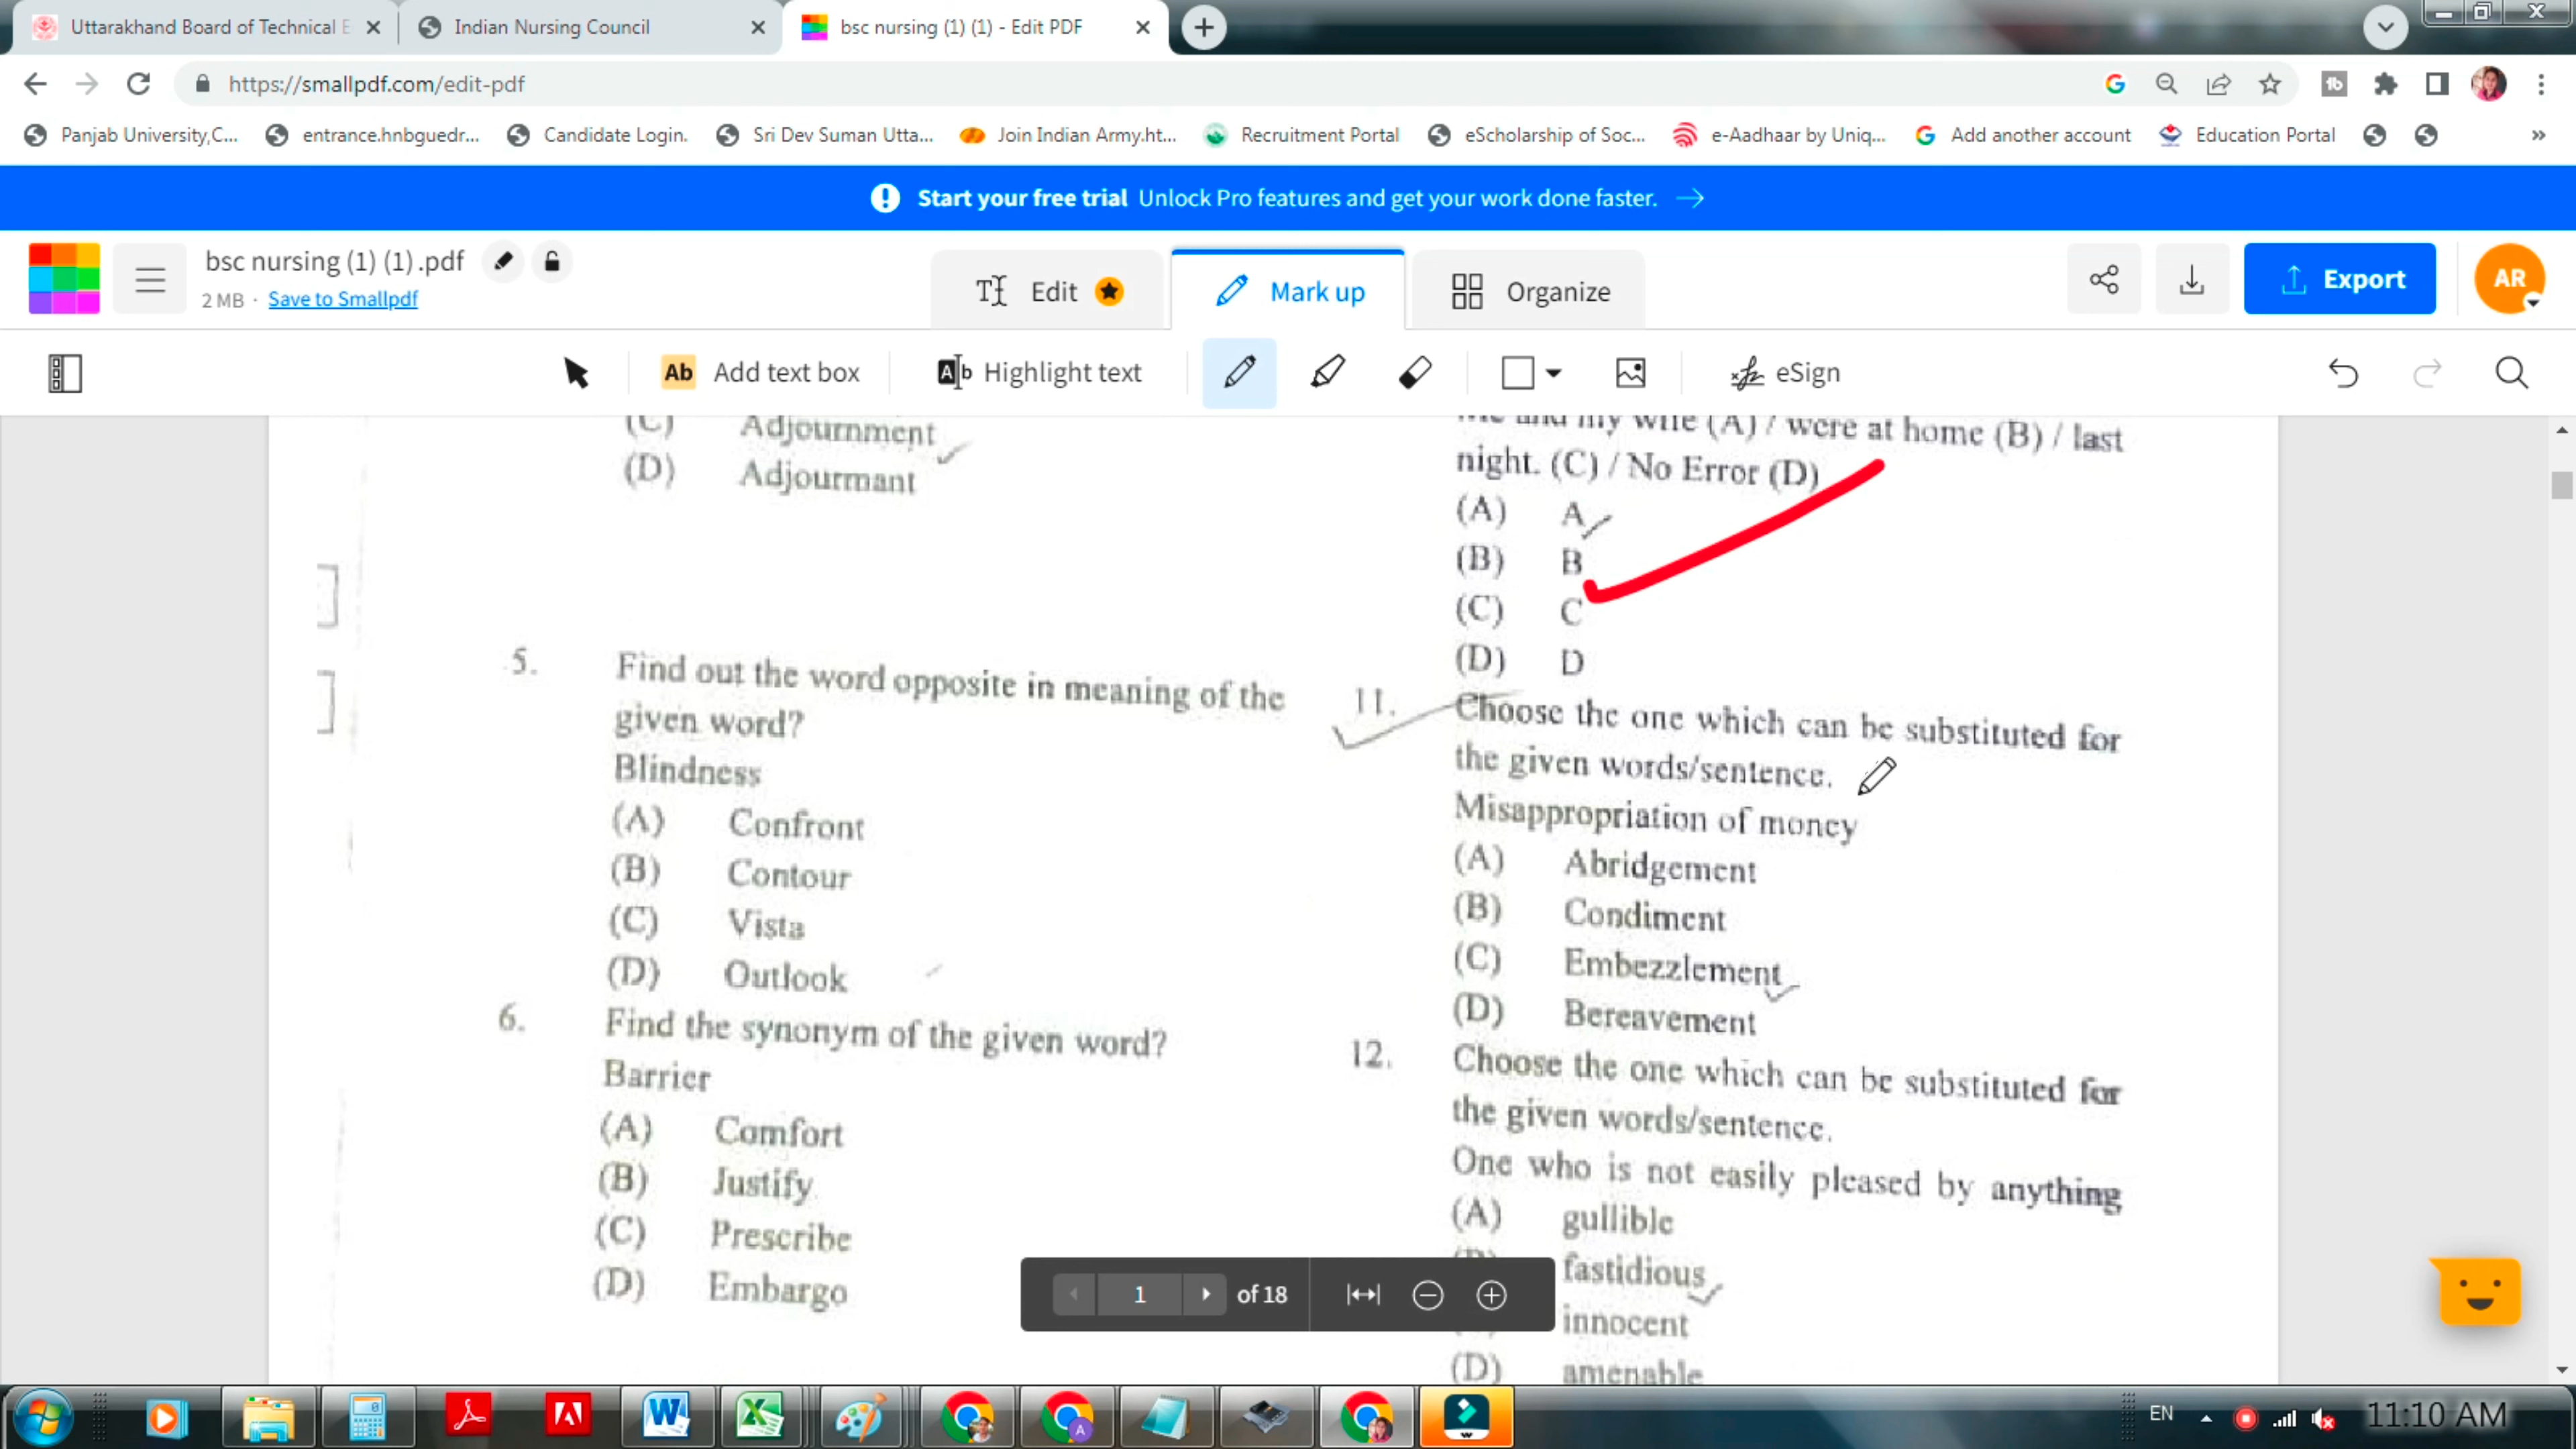 Uttarakhand Board of Technical E
Indian Nursing Council
bsc nursing (1) (1) - Edit PDF
https://smallpdf.com/edit-pdf
Panjab University,C...
entrance.hnbguedr...
Candidate Login.
Sri Dev Suman Utta...
Join Indian Army.ht...
Recruitment Portal
eScholarship of Soc...
e-Aadhaar by Uniq...
Add another account
Education Portal
»
Start your free trial Unlock Pro features and get your work done faster.
bsc nursing (1) (1).pdf
2 MB · Save to Smallpdf
Edit
Mark up
Organize
Export
AR
Ab Add text box
Highlight text
eSign
(C) Adjournment
(D) Adjourmant
5. Find out the word opposite in meaning of the
given word?
Blindness
(A) Confront
(B) Contour
(C) Vista
(D) Outlook
6. Find the synonym of the given word?
Barrier
(A) Comfort
(B) Justify
(C) Prescribe
(D) Embargo
and my wife (A) / were at home (B) / last
night. (C) / No Error (D)
(A) A
(B) B
(C) C
(D) D
11. Choose the one which can be substituted for
the given words/sentence.
Misappropriation of money
(A) Abridgement
(B) Condiment
(C) Embezzlement
(D) Bereavement
12. Choose the one which can be substituted for
the given words/sentence.
One who is not easily pleased by anything
(A) gullible
fastidious
innocent
(D) amenable
1 of 18
EN
11:10 AM